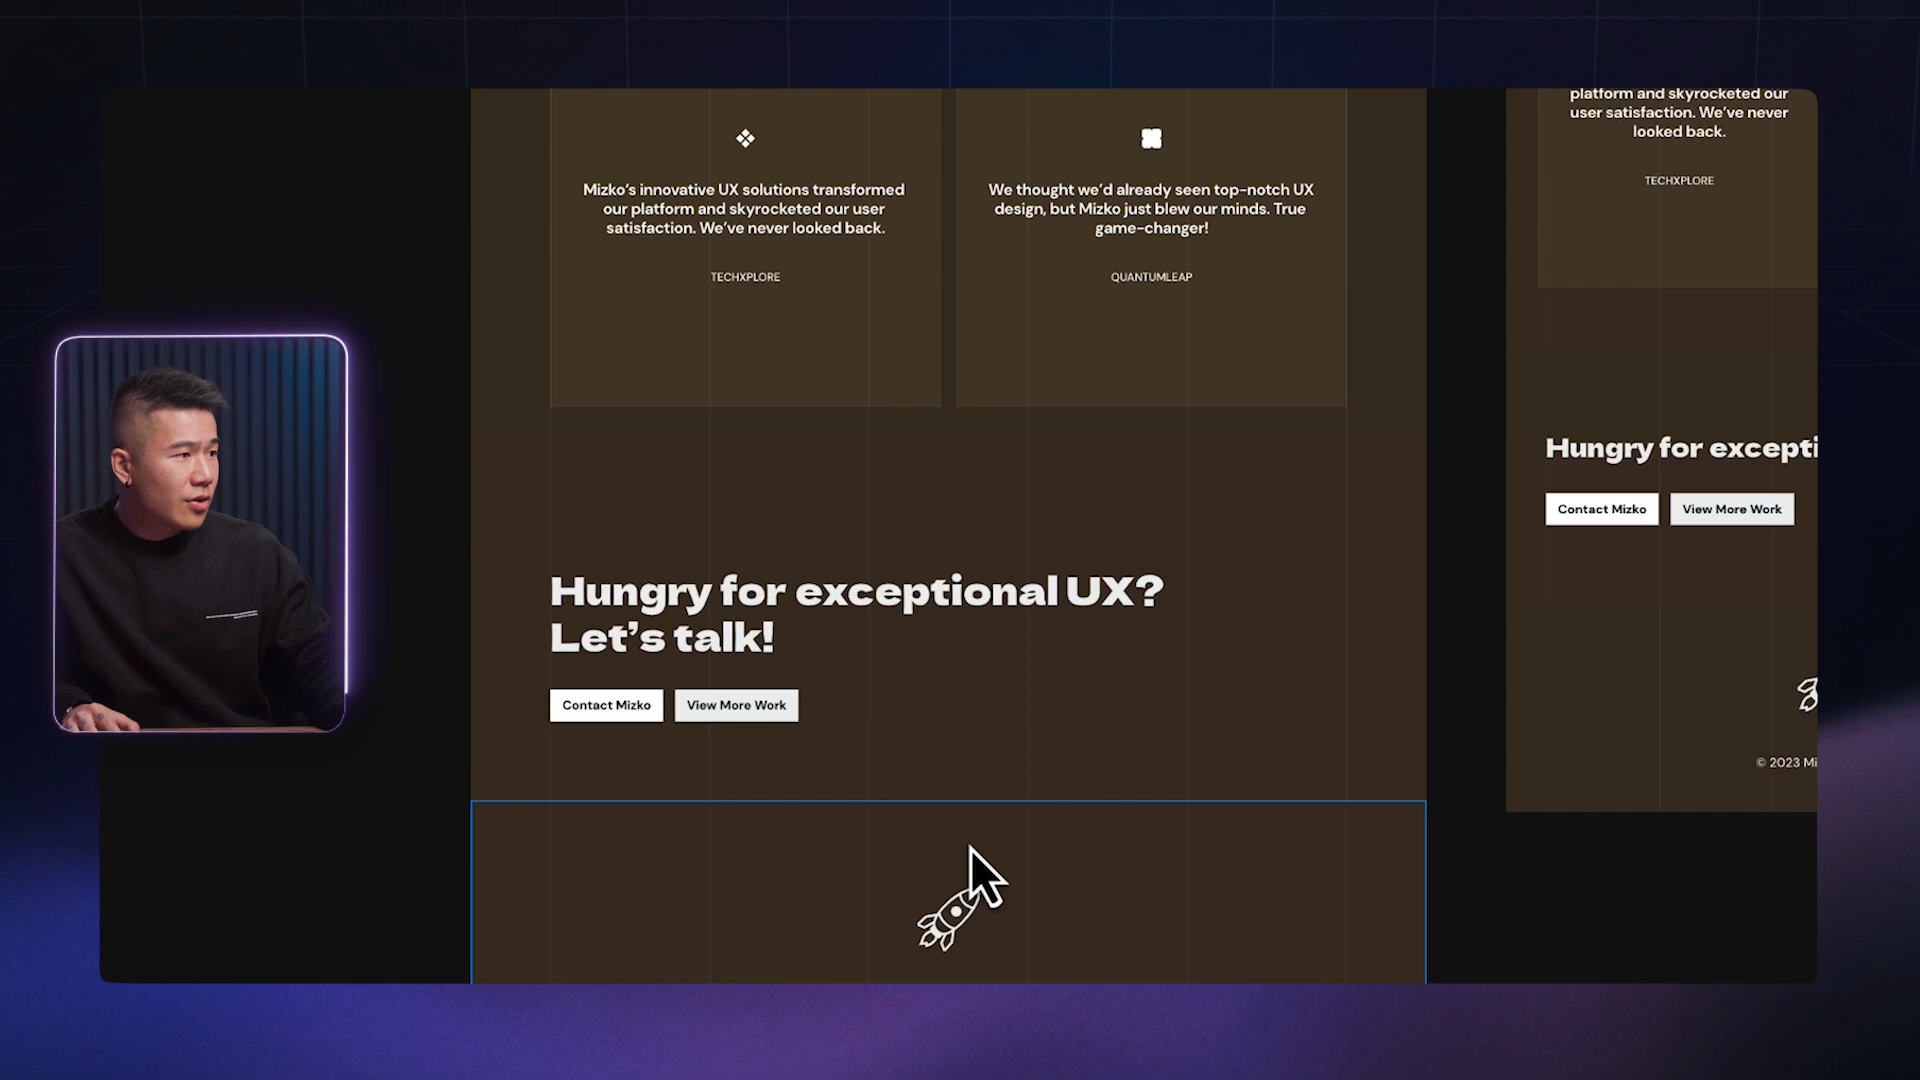 Mizko’s innovative UX solutions transformed
our platform and skyrocketed our user
satisfaction. We’ve never looked back.
TECHXPLORE
We thought we’d already seen top-notch UX
design, but Mizko just blew our minds. True
game-changer!
QUANTUMLEAP
Hungry for exceptional UX?
Let’s talk!
Contact Mizko
View More Work
platform and skyrocketed our
user satisfaction. We’ve never
looked back.
TECHXPLORE
Hungry for excepti
Contact Mizko
View More Work
© 2023 Mi